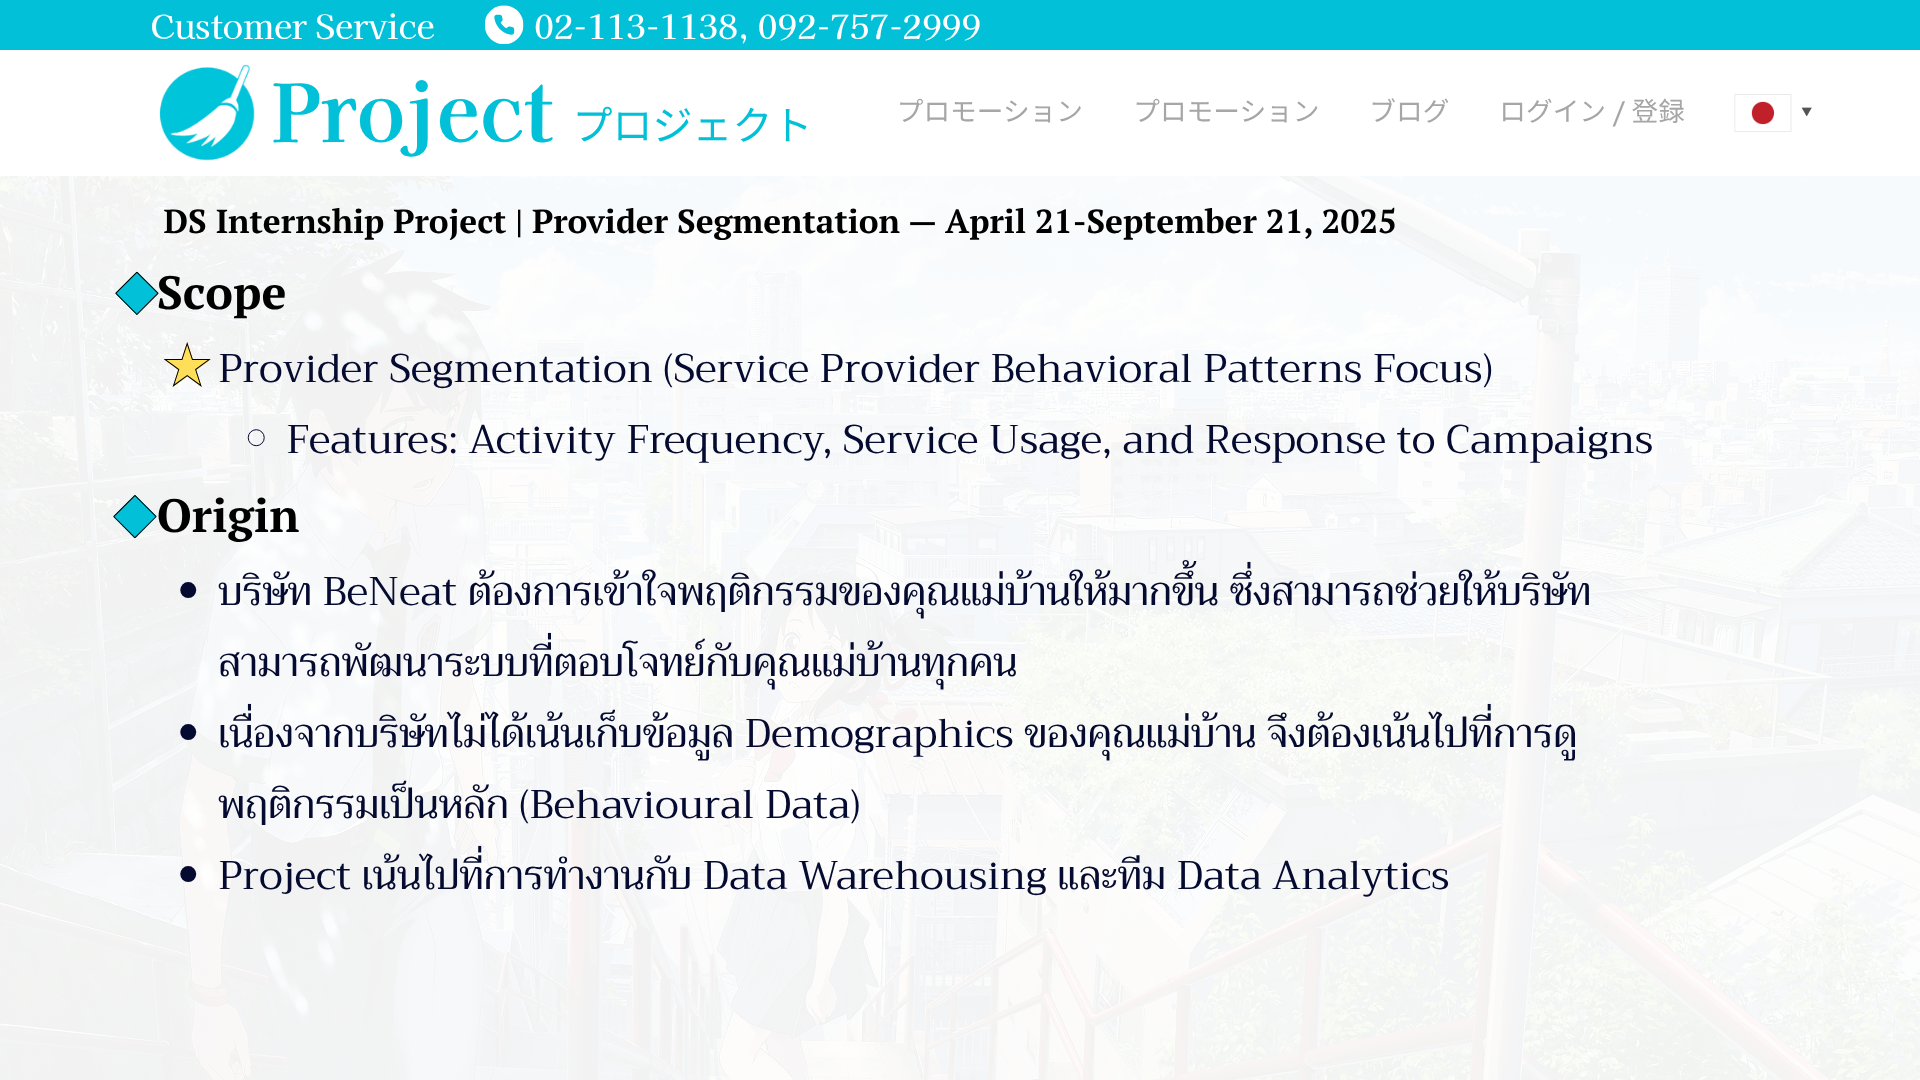 Customer Service 02-113-1138, 092-757-2999
Project プロジェクト プロモーション プロモーション ブログ ログイン / 登録
DS Internship Project | Provider Segmentation — April 21-September 21, 2025
Scope
Provider Segmentation (Service Provider Behavioral Patterns Focus)
Features: Activity Frequency, Service Usage, and Response to Campaigns
Origin
บริษัท BeNeat ต้องการเข้าใจพฤติกรรมของคุณแม่บ้านให้มากขึ้น ซึ่งสามารถช่วยให้บริษัท
สามารถพัฒนาระบบที่ตอบโจทย์กับคุณแม่บ้านทุกคน
เนื่องจากบริษัทไม่ได้เน้นเก็บข้อมูล Demographics ของคุณแม่บ้าน จึงต้องเน้นไปที่การดู
พฤติกรรมเป็นหลัก (Behavioural Data)
Project เน้นไปที่การทำงานกับ Data Warehousing และทีม Data Analytics